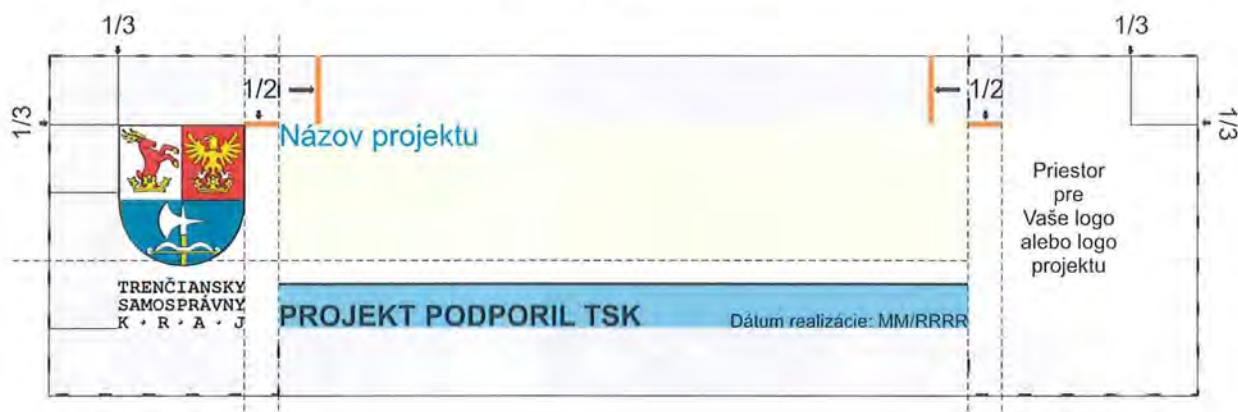 1/3
1/3
1/2
1/2
1/3
1/3
Názov projektu
Priestor
pre
Vaše logo
alebo logo
projektu
TRENČIANSKY
SAMOSPRÁVNY
K · R · A · J
PROJEKT PODPORIL TSK
Dátum realizácie: MM/RRRR